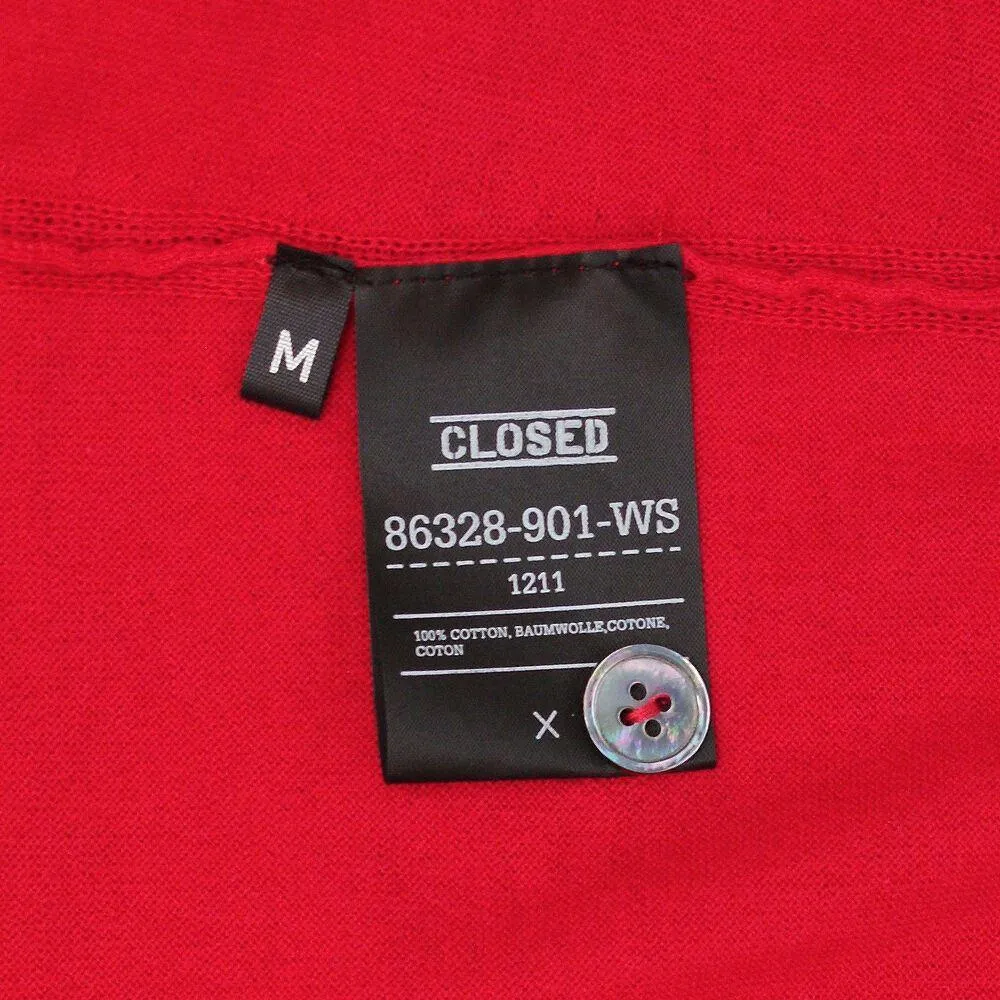 M
CLOSED
86328-901-WS
1211
100% COTTON, BAUMWOLLE,COTONE,
COTON
X